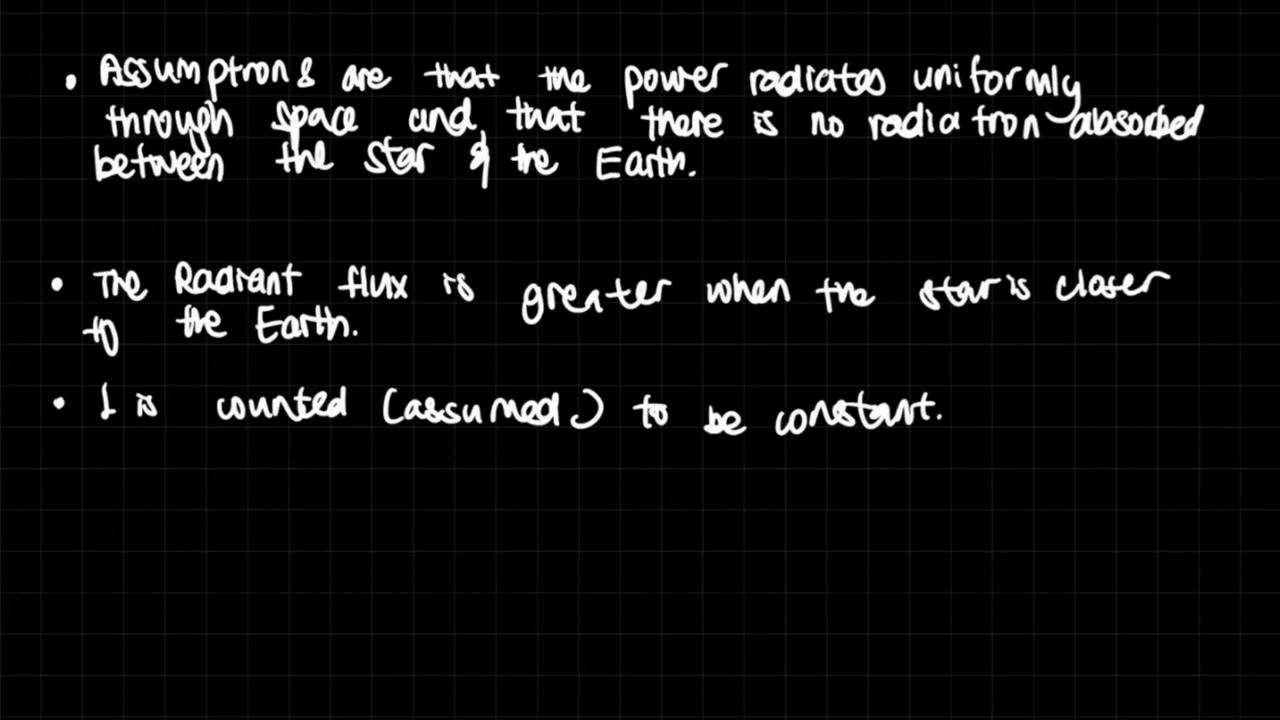 • Assumptions are that the power radiates uniformly
through space and that there is no radiation absorbed
between the star & the Earth.
• The Radiant flux is greater when the star is closer
to the Earth.
• L is counted (assumed) to be constant.